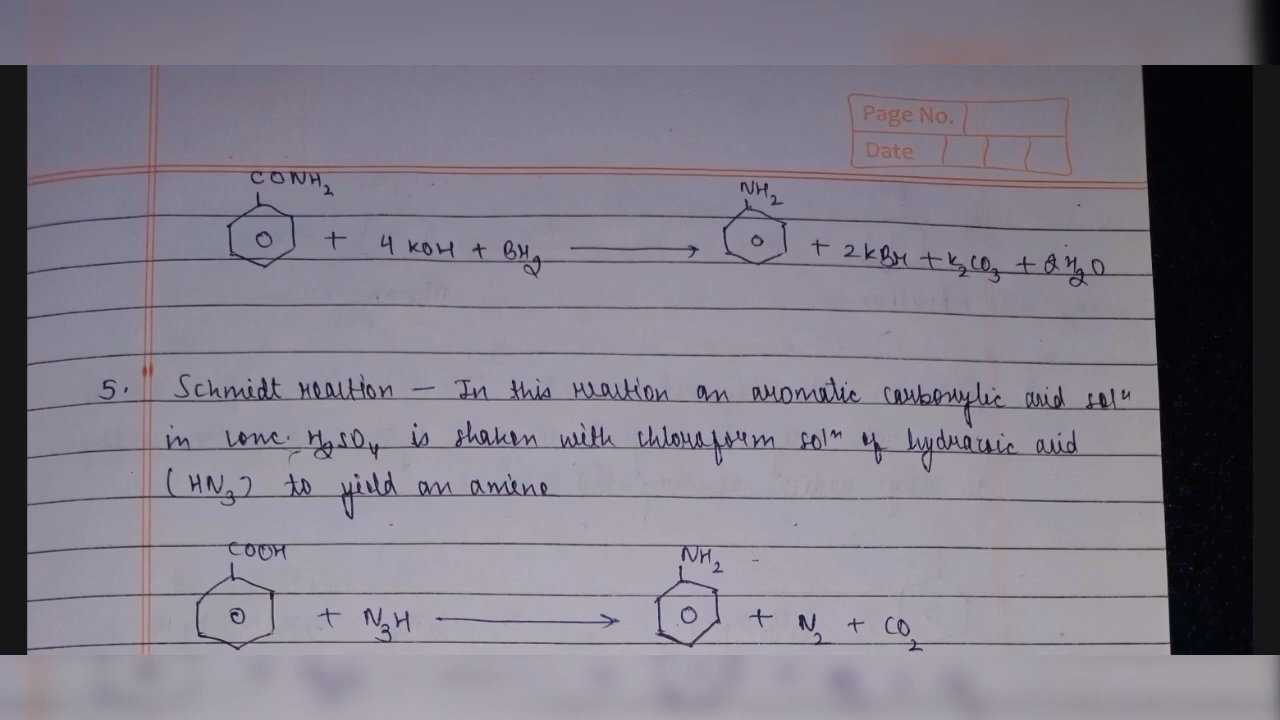 Page No.
Date
CONH2 NH2
+ 4 KOH + Br2 → + 2KBr + K2CO3 + 2H2O
5. Schmidt reaction – In this reaction an aromatic carboxylic acid solⁿ
in conc. H2SO4 is shaken with chloroform solⁿ of hydrazoic acid
(HN3) to yield an amine
COOH NH2
+ N3H → + N2 + CO2